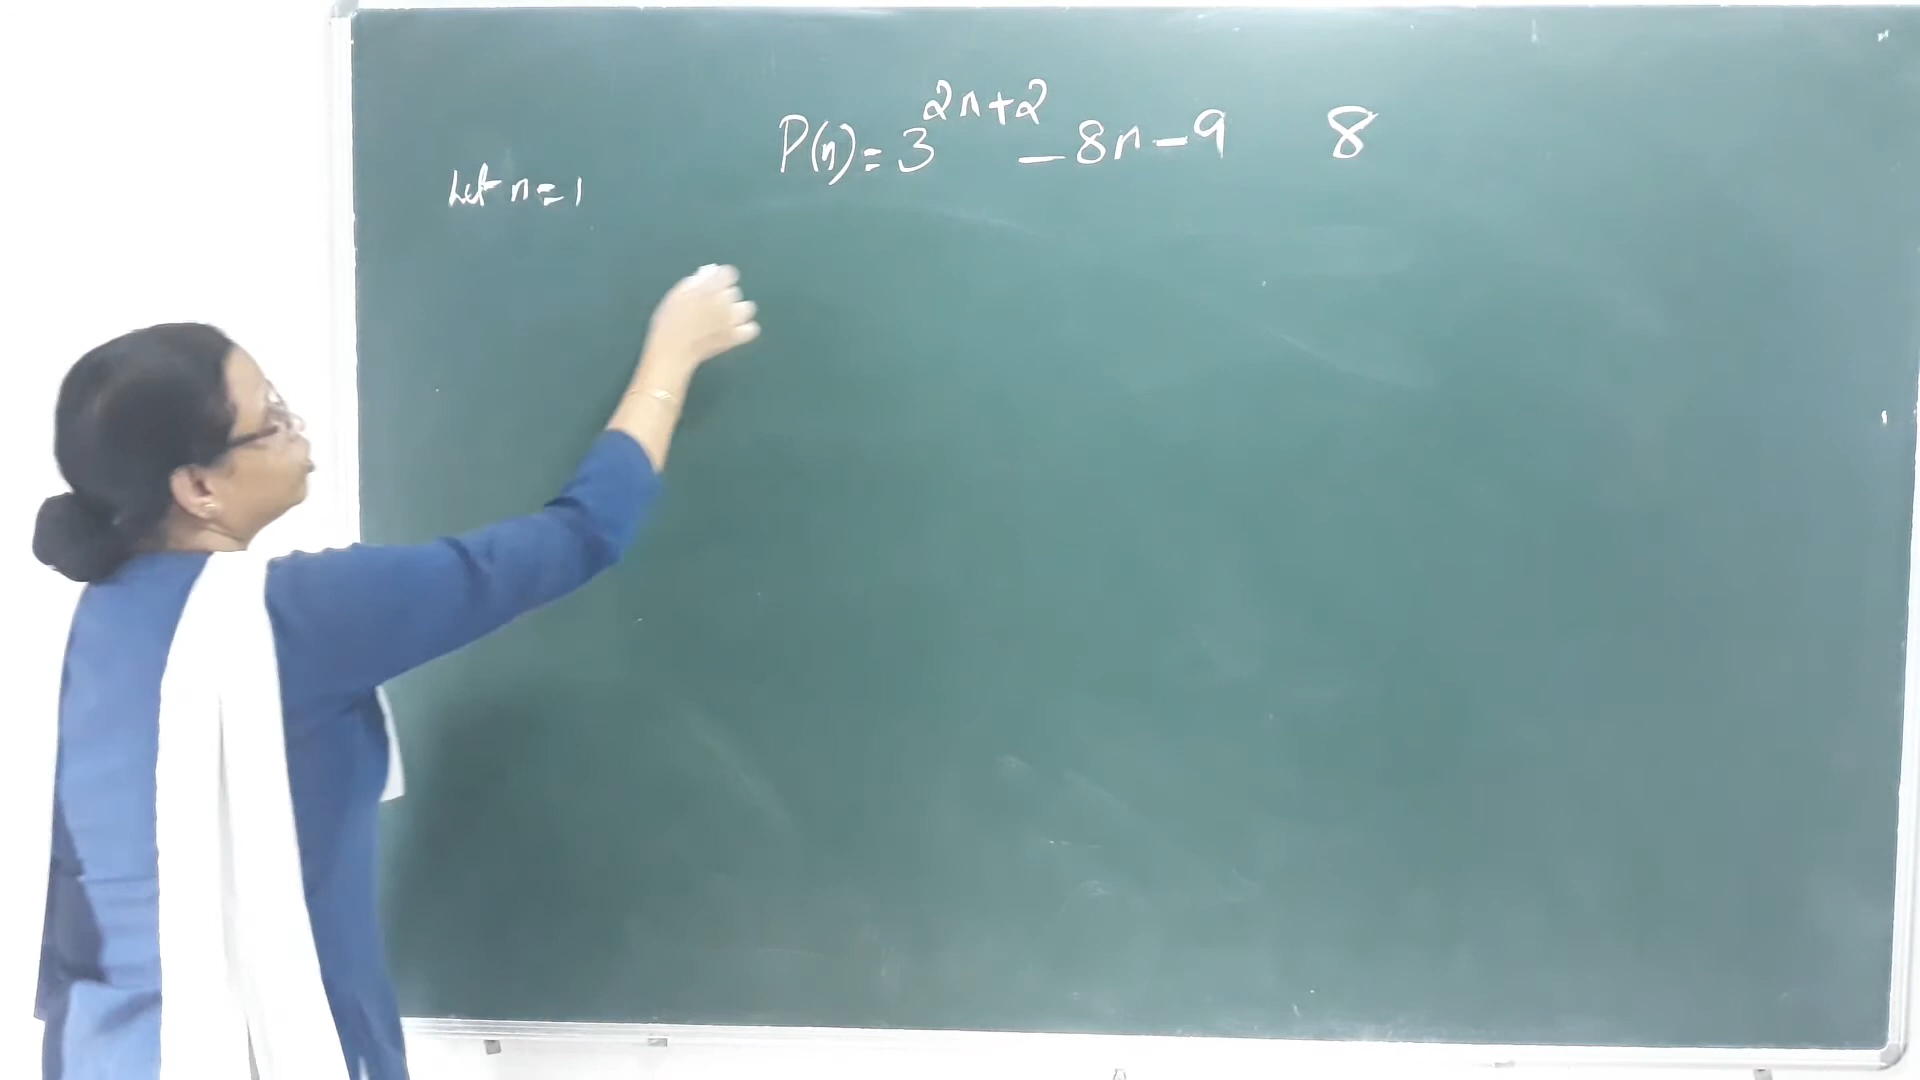 P(n) = 3^{2n+2} - 8n - 9    8
Let n = 1